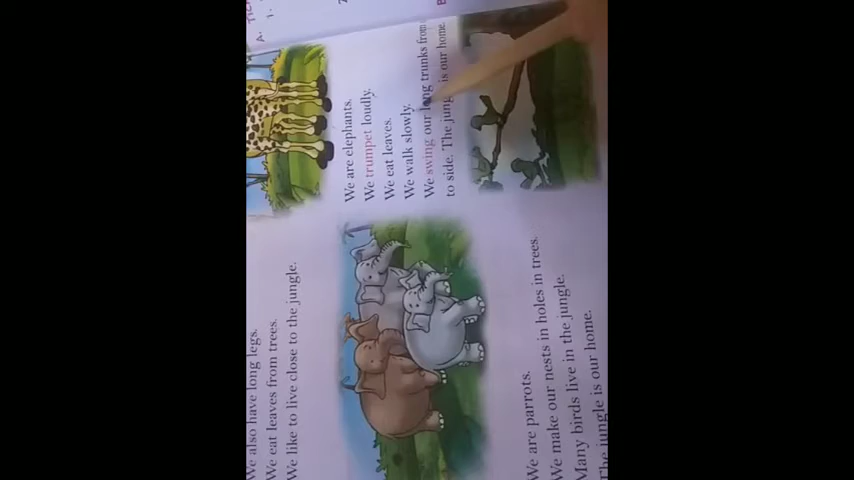 We also have long legs.
We eat leaves from trees.
We like to live close to the jungle.
We are elephants.
We trumpet loudly.
We eat leaves.
We walk slowly.
We swing our long trunks from
to side. The jungle is our home.
We are parrots.
We make our nests in holes in trees.
Many birds live in the jungle.
The jungle is our home.
A.
1.